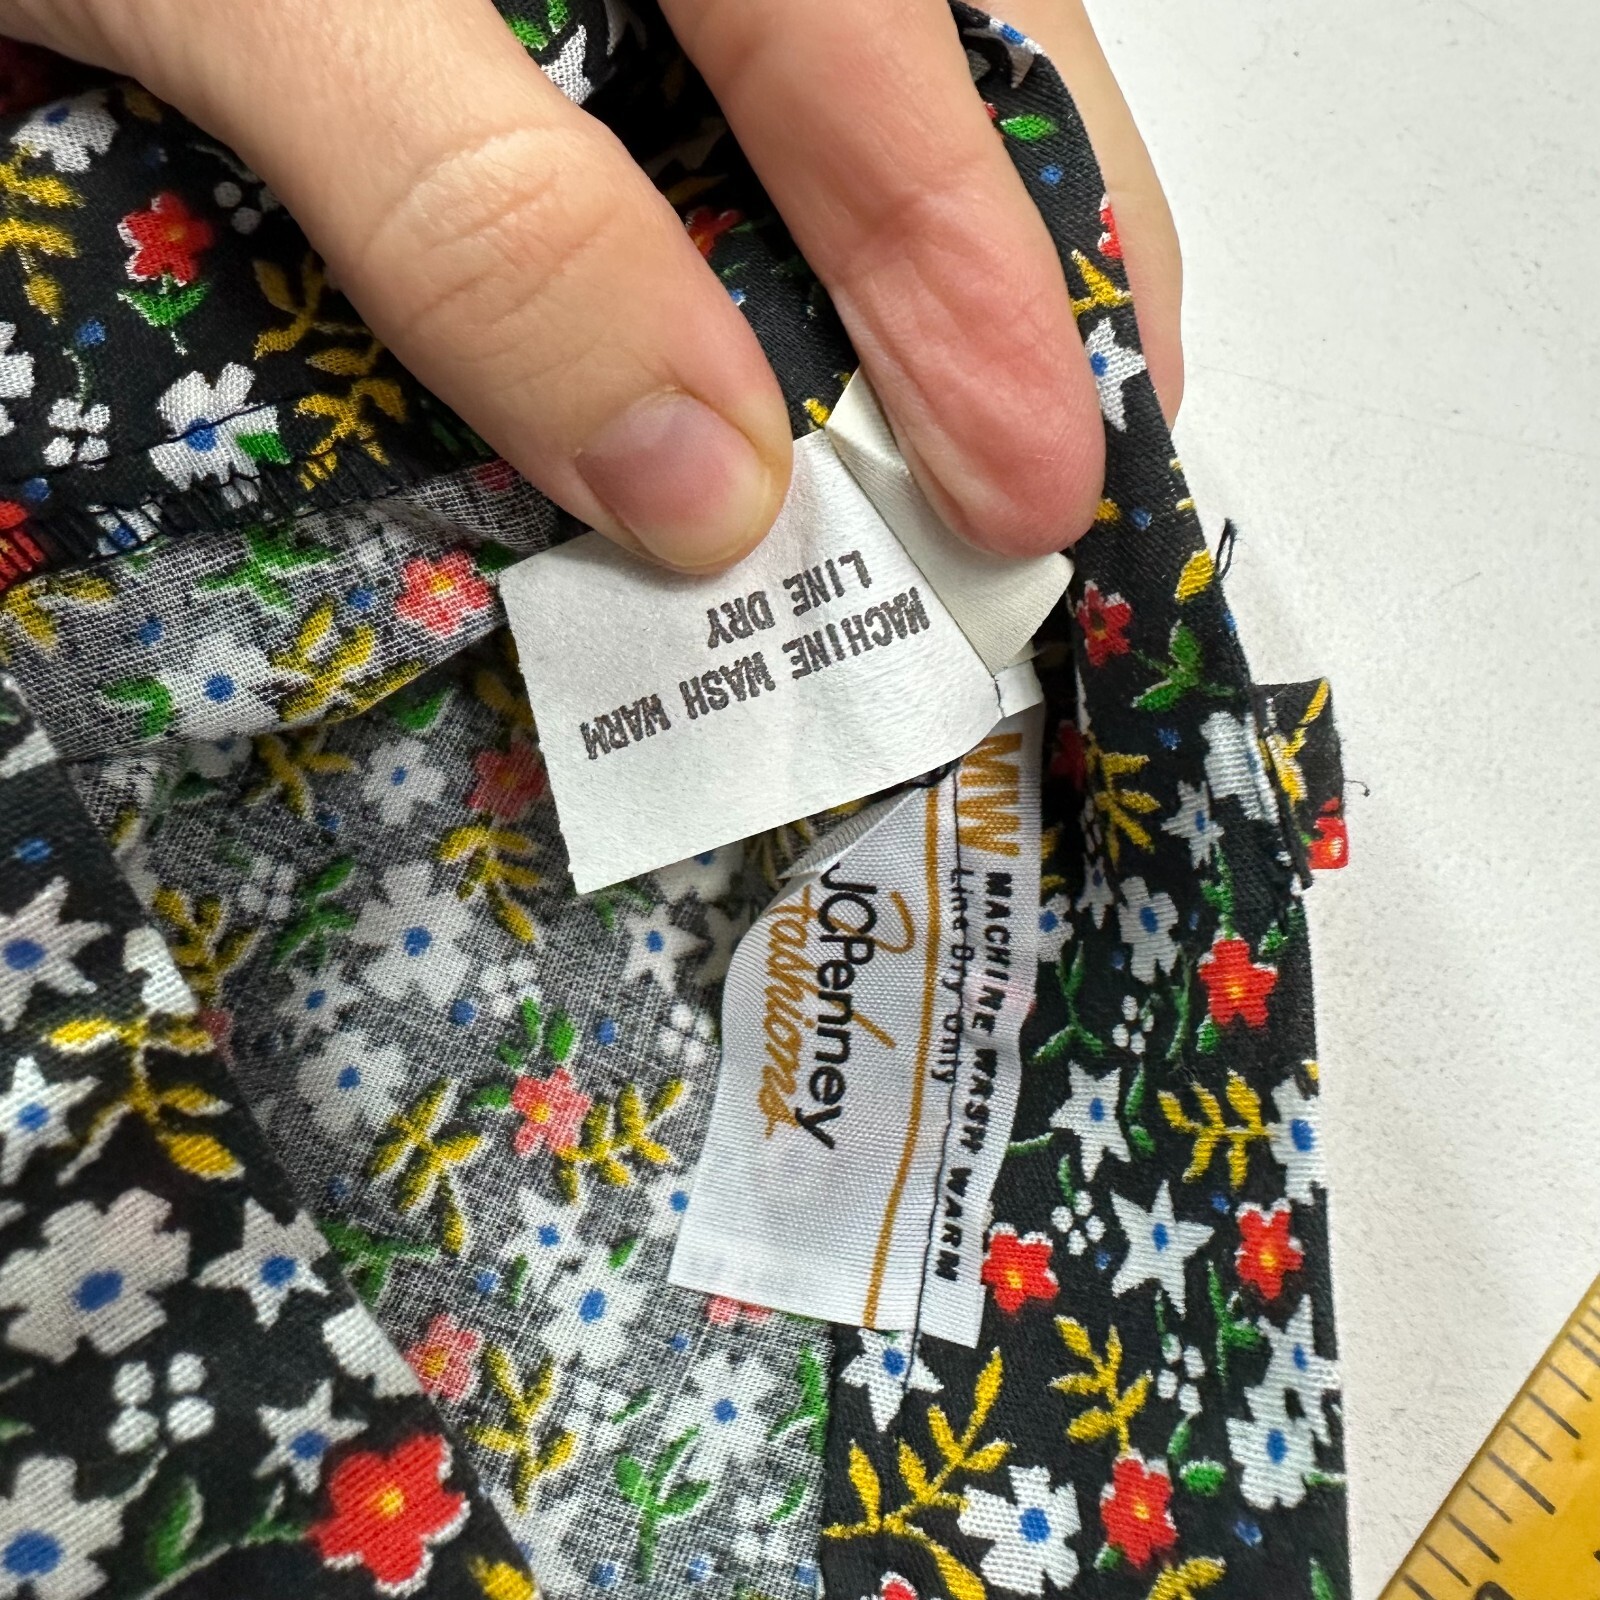 MACHINE WASH WARM
LINE DRY
JCPenney
fashions
MW MACHINE WASH WARM
Line Dry Only